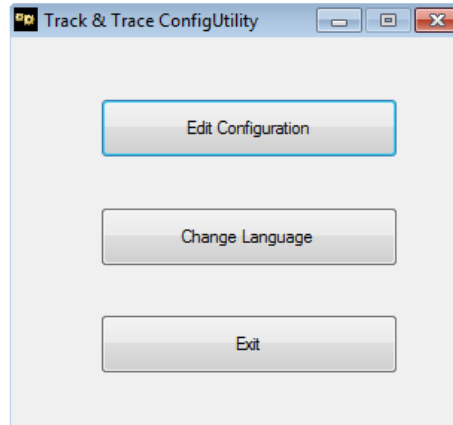 Track & Trace ConfigUtility
Edit Configuration
Change Language
Exit